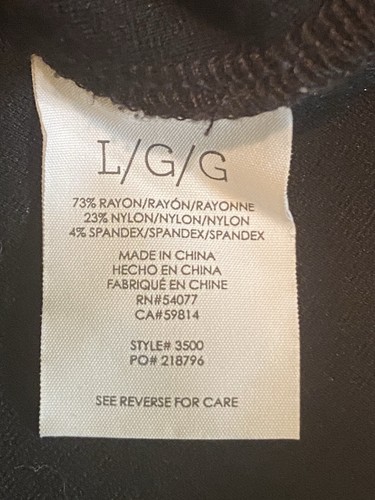 L/G/G
73% RAYON/RAYÓN/RAYONNE
23% NYLON/NYLON/NYLON
4% SPANDEX/SPANDEX/SPANDEX
MADE IN CHINA
HECHO EN CHINA
FABRIQUÉ EN CHINE
RN#54077
CA#59814
STYLE# 3500
PO# 218796
SEE REVERSE FOR CARE